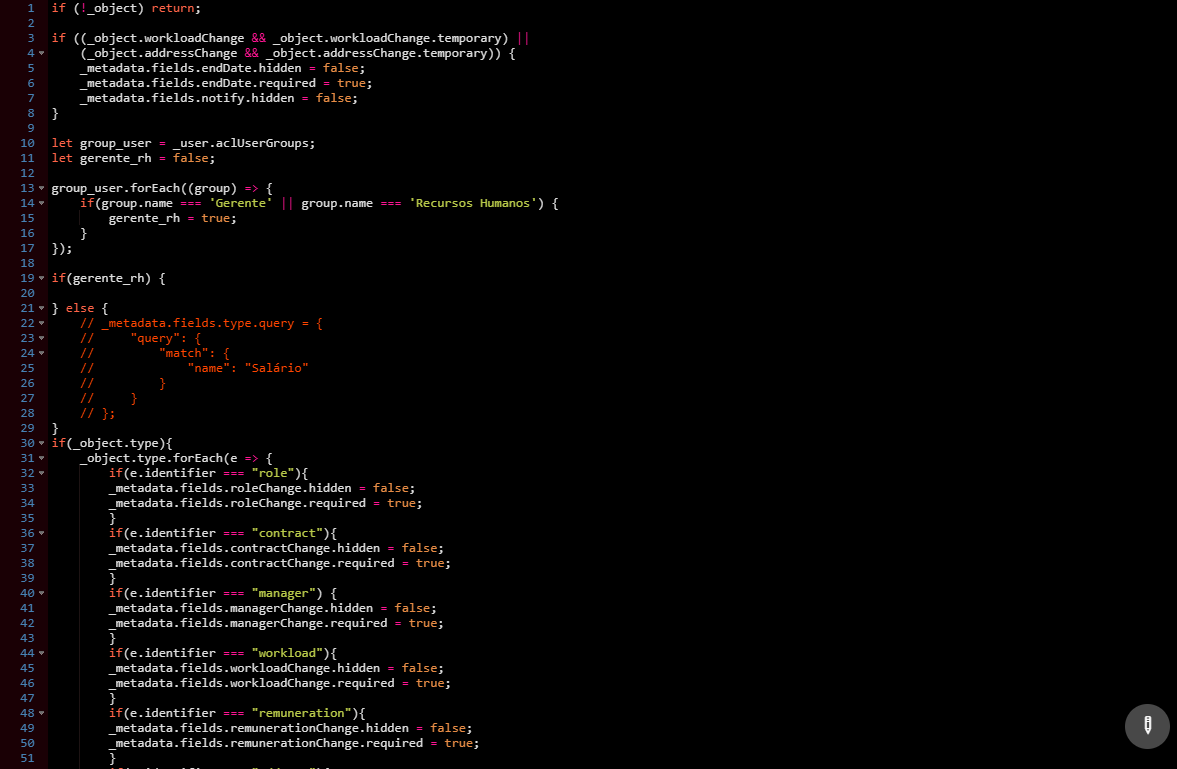 1 if (!_object) return;
2
3 if ((_object.workloadChange && _object.workloadChange.temporary) ||
4     (_object.addressChange && _object.addressChange.temporary)) {
5     _metadata.fields.endDate.hidden = false;
6     _metadata.fields.endDate.required = true;
7     _metadata.fields.notify.hidden = false;
8 }
9
10 let group_user = _user.aclUserGroups;
11 let gerente_rh = false;
12
13 group_user.forEach((group) => {
14     if(group.name === 'Gerente' || group.name === 'Recursos Humanos') {
15         gerente_rh = true;
16     }
17 });
18
19 if(gerente_rh) {
20
21 } else {
22     // _metadata.fields.type.query = {
23     //     "query": {
24     //         "match": {
25     //             "name": "Salário"
26     //         }
27     //     }
28     // };
29 }
30 if(_object.type){
31     _object.type.forEach(e => {
32         if(e.identifier === "role"){
33         _metadata.fields.roleChange.hidden = false;
34         _metadata.fields.roleChange.required = true;
35         }
36         if(e.identifier === "contract"){
37         _metadata.fields.contractChange.hidden = false;
38         _metadata.fields.contractChange.required = true;
39         }
40         if(e.identifier === "manager") {
41         _metadata.fields.managerChange.hidden = false;
42         _metadata.fields.managerChange.required = true;
43         }
44         if(e.identifier === "workload"){
45         _metadata.fields.workloadChange.hidden = false;
46         _metadata.fields.workloadChange.required = true;
47         }
48         if(e.identifier === "remuneration"){
49         _metadata.fields.remunerationChange.hidden = false;
50         _metadata.fields.remunerationChange.required = true;
51         }